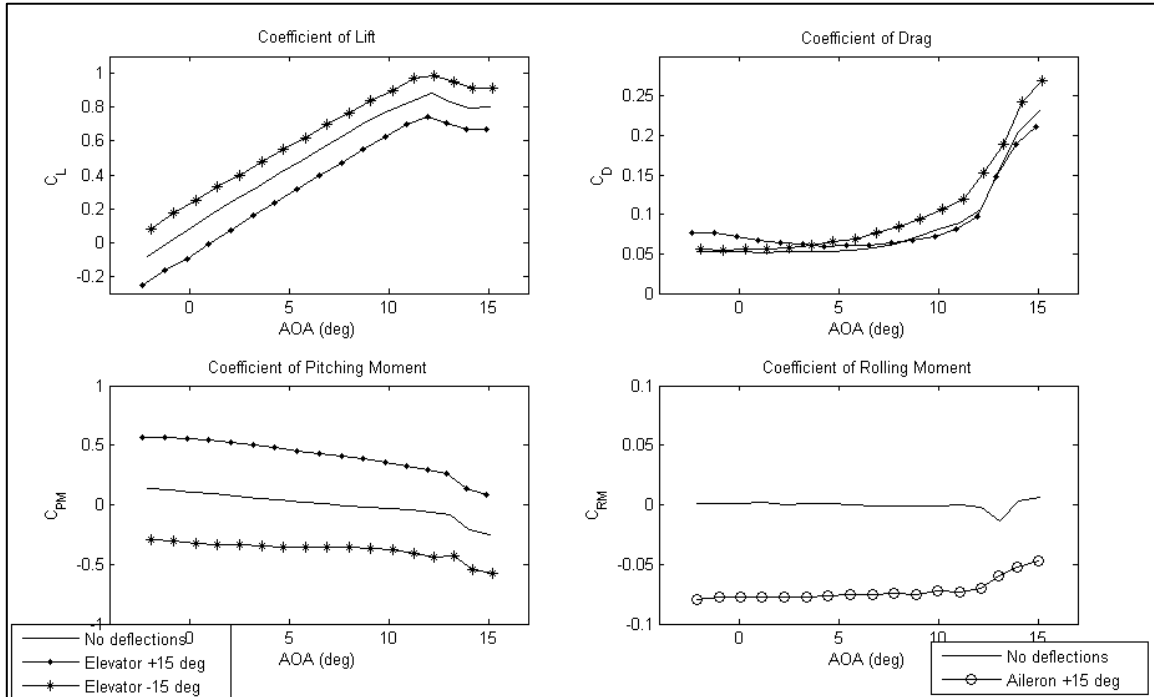 Coefficient of Lift
1
0.8
0.6
0.4
0.2
0
-0.2
C_L
0 5 10 15
AOA (deg)
Coefficient of Drag
0.25
0.2
0.15
0.1
0.05
0
C_D
0 5 10 15
AOA (deg)
Coefficient of Pitching Moment
1
0.5
0
-0.5
-1
C_PM
0 5 10 15
AOA (deg)
No deflections
Elevator +15 deg
Elevator -15 deg
Coefficient of Rolling Moment
0.1
0.05
0
-0.05
-0.1
C_RM
0 5 10 15
AOA (deg)
No deflections
Aileron +15 deg